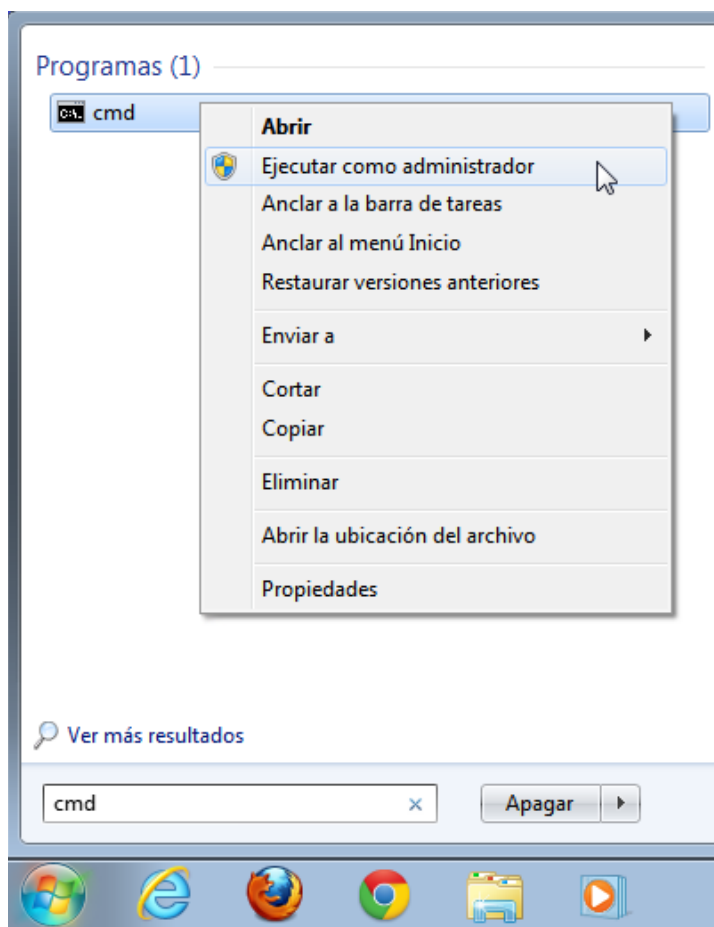 Programas (1)
cmd
Abrir
Ejecutar como administrador
Anclar a la barra de tareas
Anclar al menú Inicio
Restaurar versiones anteriores
Enviar a
Cortar
Copiar
Eliminar
Abrir la ubicación del archivo
Propiedades
Ver más resultados
cmd
Apagar